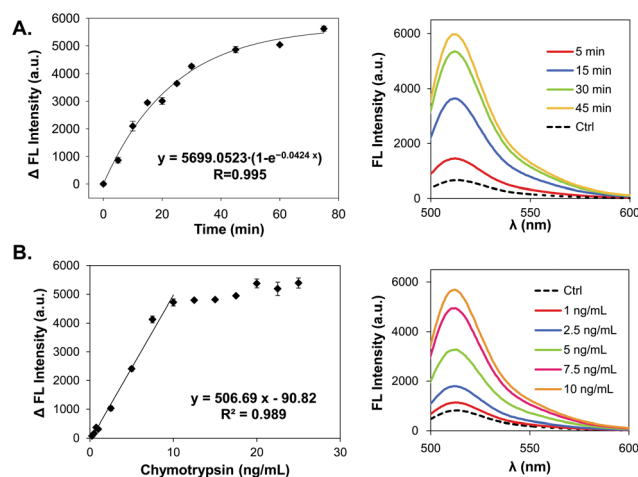 A.
Δ FL Intensity (a.u.)
6000
5000
4000
3000
2000
1000
0
0 20 40 60 80
Time (min)
y = 5699.0523·(1-e^−0.0424 x)
R=0.995
FL Intensity (a.u.)
6000
4000
2000
0
500 550 600
λ (nm)
5 min
15 min
30 min
45 min
Ctrl
B.
Δ FL Intensity (a.u.)
6000
5000
4000
3000
2000
1000
0
0 10 20 30
Chymotrypsin (ng/mL)
y = 506.69 x - 90.82
R² = 0.989
FL Intensity (a.u.)
6000
4000
2000
0
500 550 600
λ (nm)
Ctrl
1 ng/mL
2.5 ng/mL
5 ng/mL
7.5 ng/mL
10 ng/mL